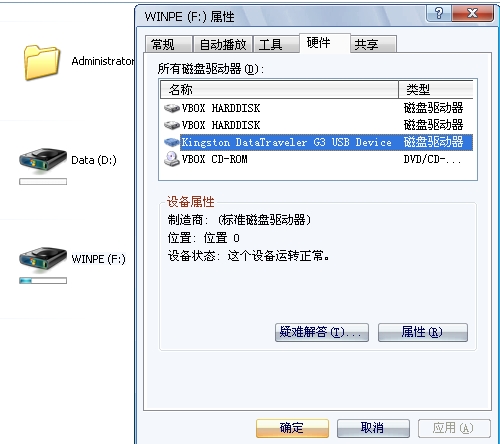 WINPE (F:) 属性
常规 自动播放 工具 硬件 共享
Administrator
所有磁盘驱动器(D):
名称 类型
VBOX HARDDISK 磁盘驱动器
VBOX HARDDISK 磁盘驱动器
Kingston DataTraveler G3 USB Device 磁盘驱动器
VBOX CD-ROM DVD/CD-...
Data (D:)
设备属性
制造商: (标准磁盘驱动器)
位置: 位置 0
设备状态: 这个设备运转正常。
WINPE (F:)
疑难解答(T)... 属性(R)
确定 取消 应用(A)